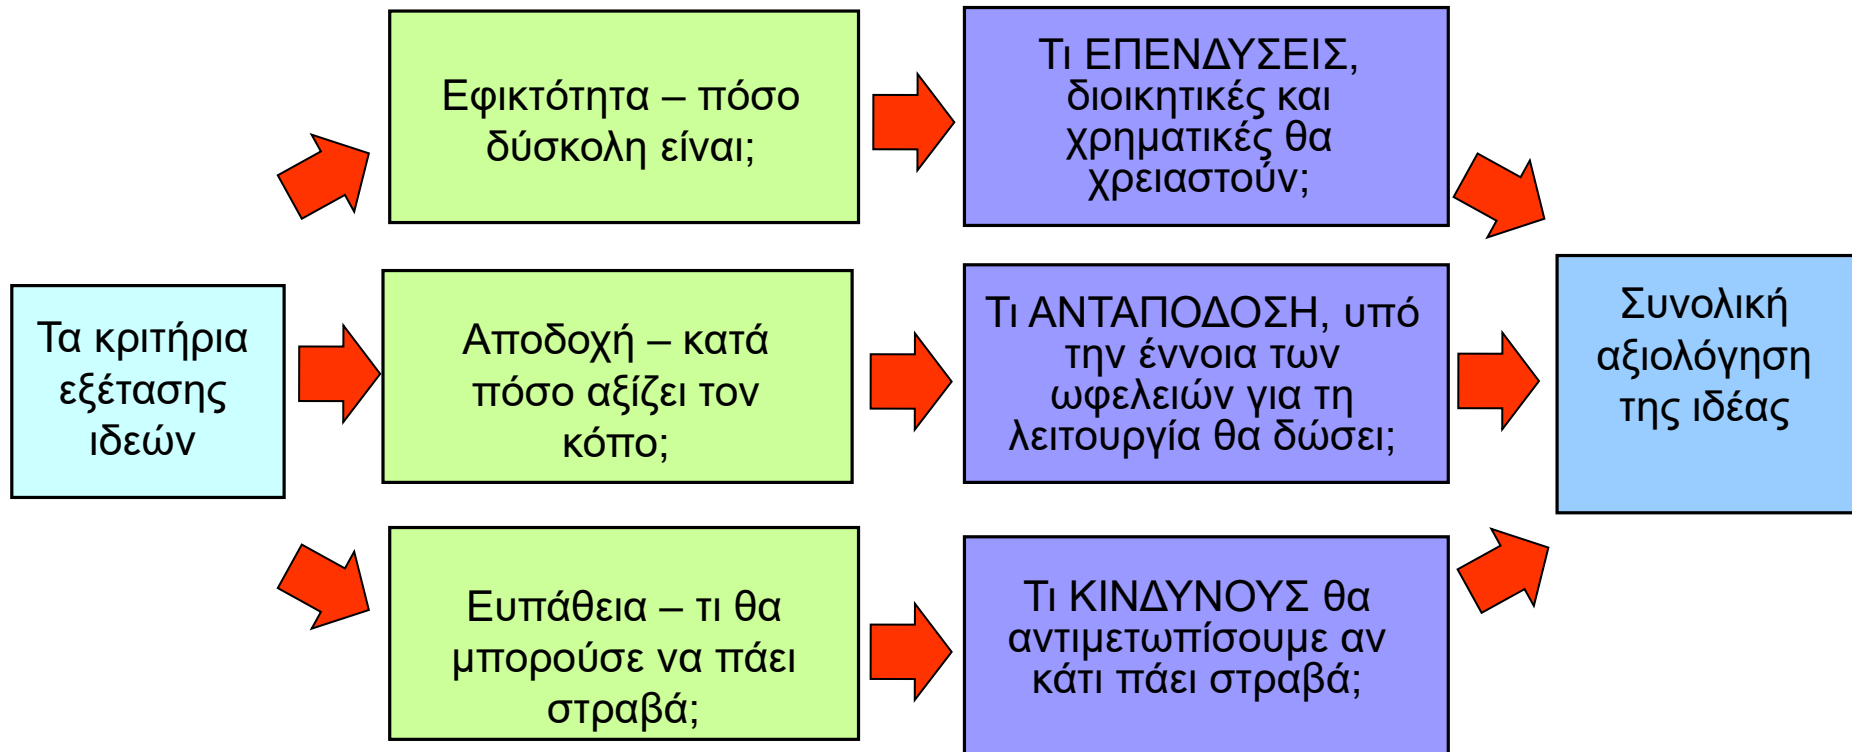 Τα κριτήρια
εξέτασης
ιδεών
Εφικτότητα – πόσο
δύσκολη είναι;
Τι ΕΠΕΝΔΥΣΕΙΣ,
διοικητικές και
χρηματικές θα
χρειαστούν;
Αποδοχή – κατά
πόσο αξίζει τον
κόπο;
Τι ΑΝΤΑΠΟΔΟΣΗ, υπό
την έννοια των
ωφελειών για τη
λειτουργία θα δώσει;
Ευπάθεια – τι θα
μπορούσε να πάει
στραβά;
Τι ΚΙΝΔΥΝΟΥΣ θα
αντιμετωπίσουμε αν
κάτι πάει στραβά;
Συνολική
αξιολόγηση
της ιδέας